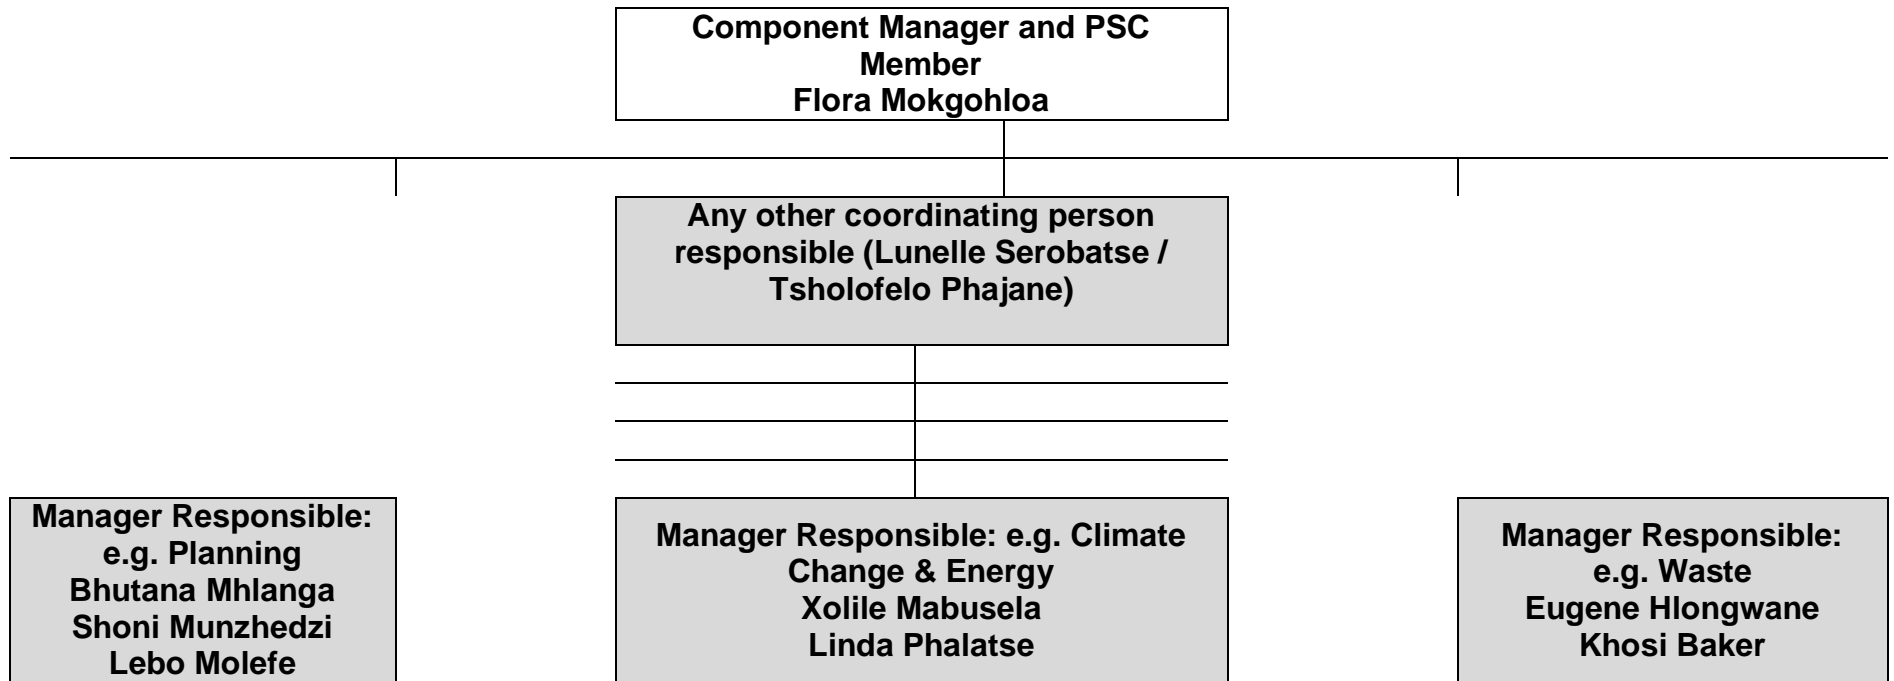 Component Manager and PSC
Member
Flora Mokgohloa
Any other coordinating person
responsible (Lunelle Serobatse /
Tsholofelo Phajane)
Manager Responsible:
e.g. Planning
Bhutana Mhlanga
Shoni Munzhedzi
Lebo Molefe
Manager Responsible: e.g. Climate
Change & Energy
Xolile Mabusela
Linda Phalatse
Manager Responsible:
e.g. Waste
Eugene Hlongwane
Khosi Baker